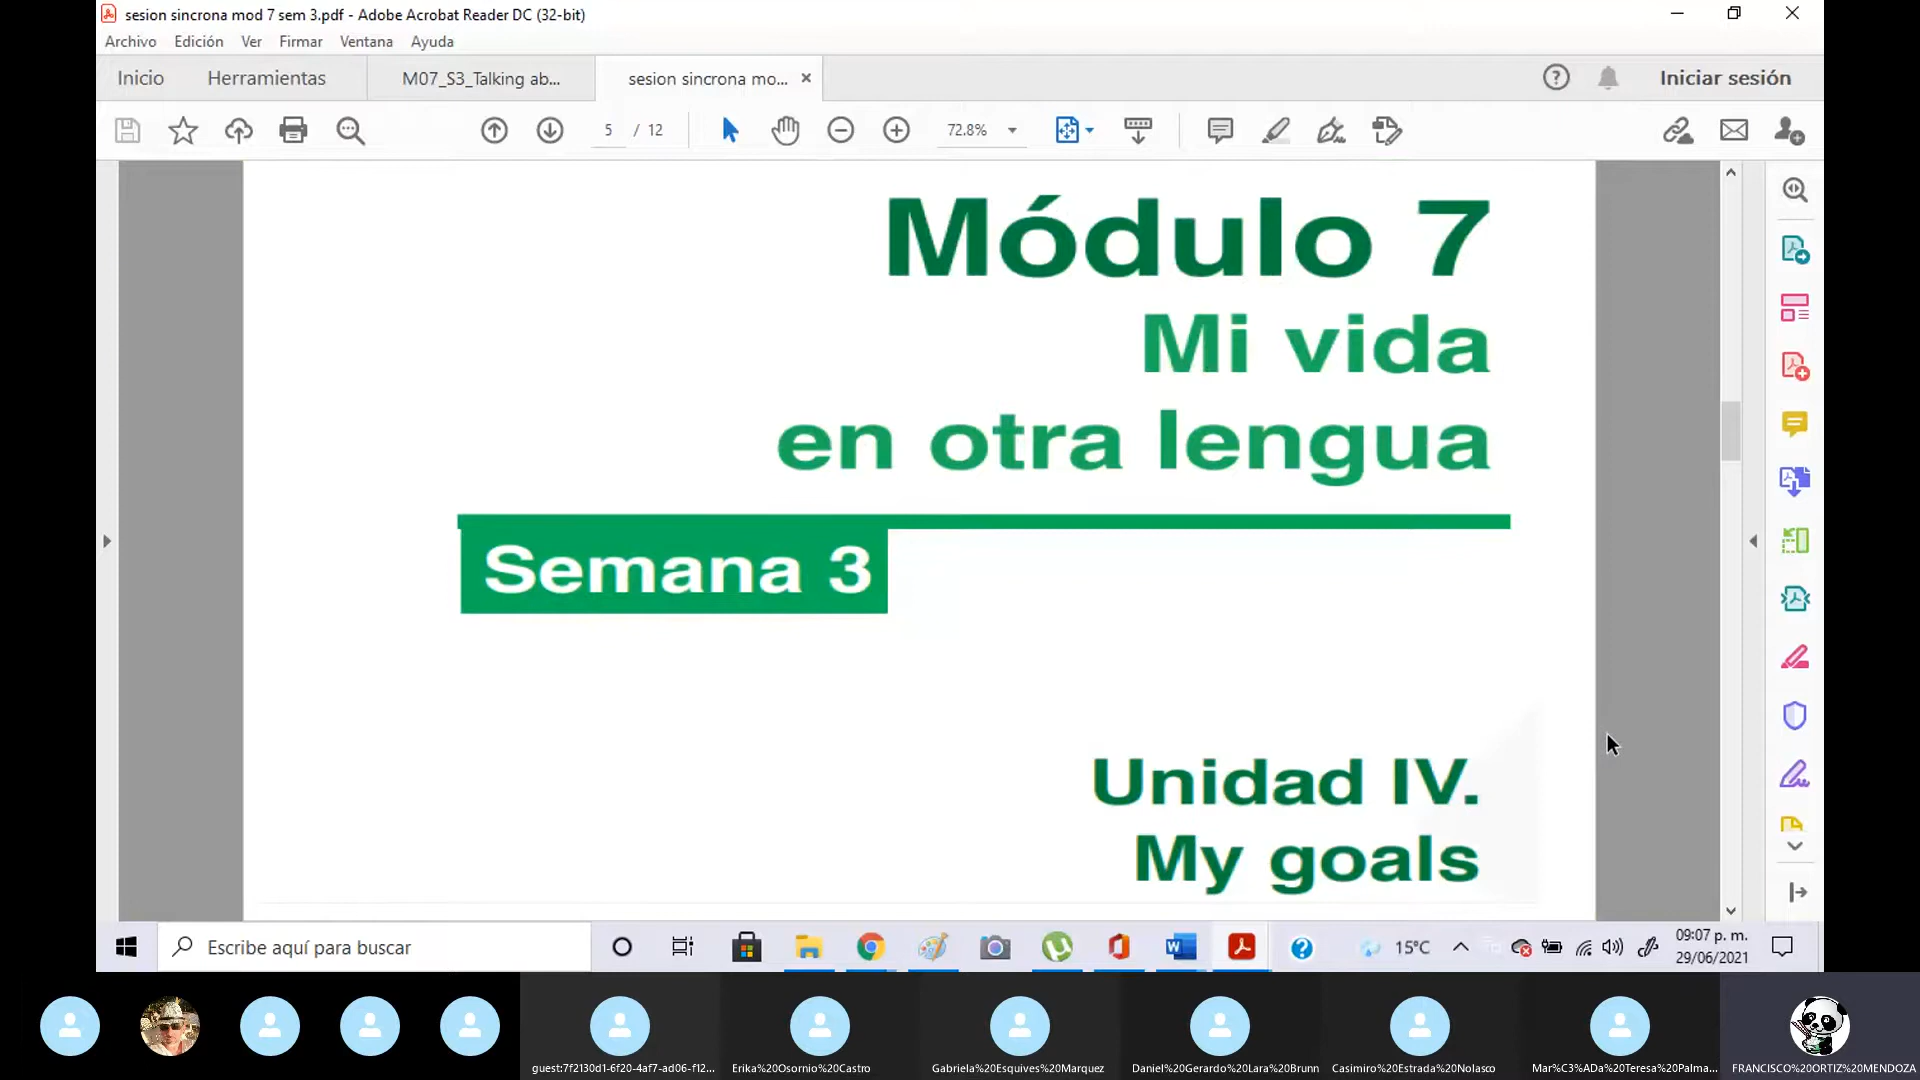 sesion sincrona mod 7 sem 3.pdf - Adobe Acrobat Reader DC (32-bit)
Archivo Edición Ver Firmar Ventana Ayuda
Inicio Herramientas M07_S3_Talking ab... sesion sincrona mo... Iniciar sesión
5 / 12 72.8%
Módulo 7
Mi vida
en otra lengua
Semana 3
Unidad IV.
My goals
Escribe aquí para buscar
15°C
09:07 p. m.
29/06/2021
guest:7f2130d1-6f20-4af7-ad06-f12...
Erika%20Osornio%20Castro
Gabriela%20Esquives%20Marquez
Daniel%20Gerardo%20Lara%20Brunn
Casimiro%20Estrada%20Nolasco
Mar%C3%ADa Teresa%20Palma...
FRANCISCO%20ORTIZ%20MENDOZA